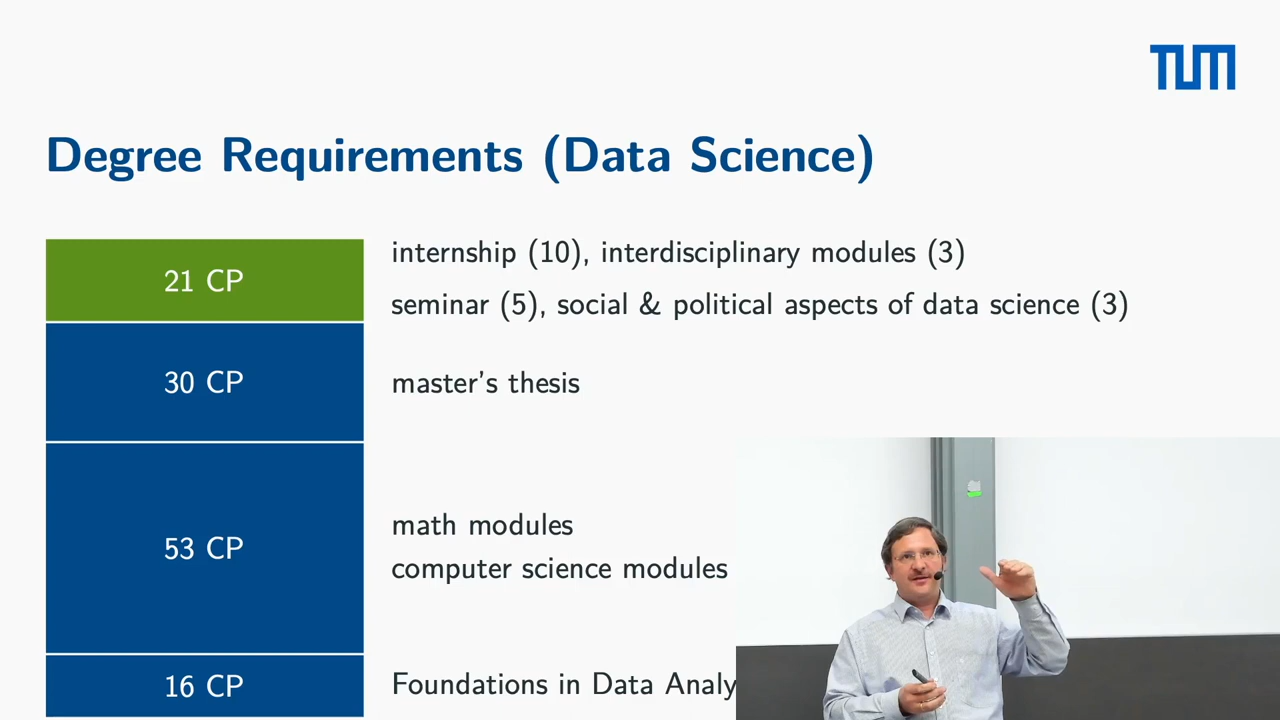 TUM
Degree Requirements (Data Science)
21 CP
internship (10), interdisciplinary modules (3)
seminar (5), social & political aspects of data science (3)
30 CP
master's thesis
53 CP
math modules
computer science modules
16 CP
Foundations in Data